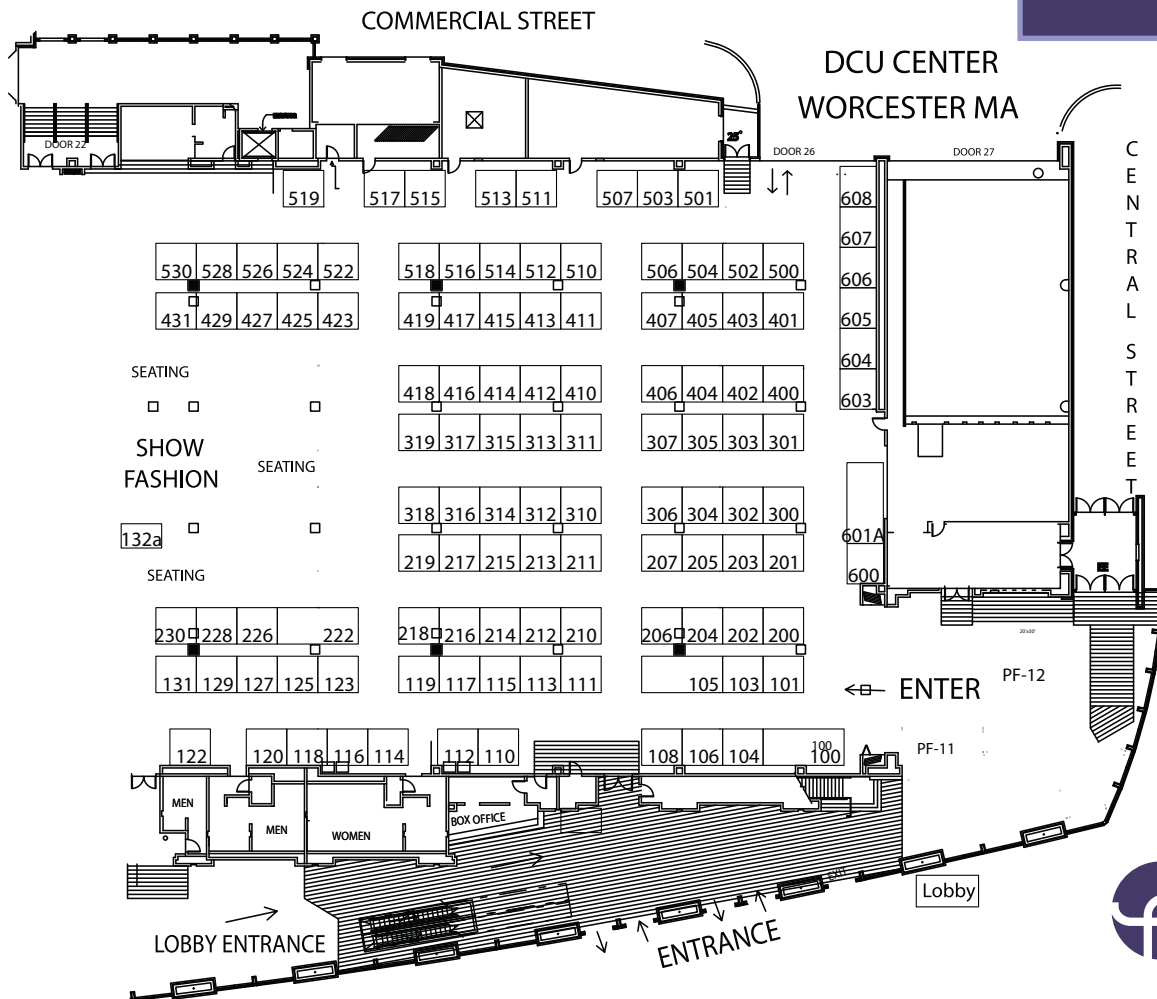 COMMERCIAL STREET
DCU CENTER
WORCESTER MA
DOOR 22
25'
DOOR 26
DOOR 27
CENTRAL STREET
519 517 515 513 511 507 503 501
608
607
606
605
604
603
530 528 526 524 522 518 516 514 512 510 506 504 502 500
431 429 427 425 423 419 417 415 413 411 407 405 403 401
SEATING
418 416 414 412 410 406 404 402 400
319 317 315 313 311 307 305 303 301
SHOW
FASHION
SEATING
318 316 314 312 310 306 304 302 300
132a
219 217 215 213 211 207 205 203 201
601A
600
SEATING
230 228 226 222 218 216 214 212 210 206 204 202 200
131 129 127 125 123 119 117 115 113 111 105 103 101
ENTER
PF-12
PF-11
122 120 118 116 114 112 110 108 106 104 100 100
MEN
MEN
WOMEN
BOX OFFICE
EXIT
Lobby
LOBBY ENTRANCE
ENTRANCE